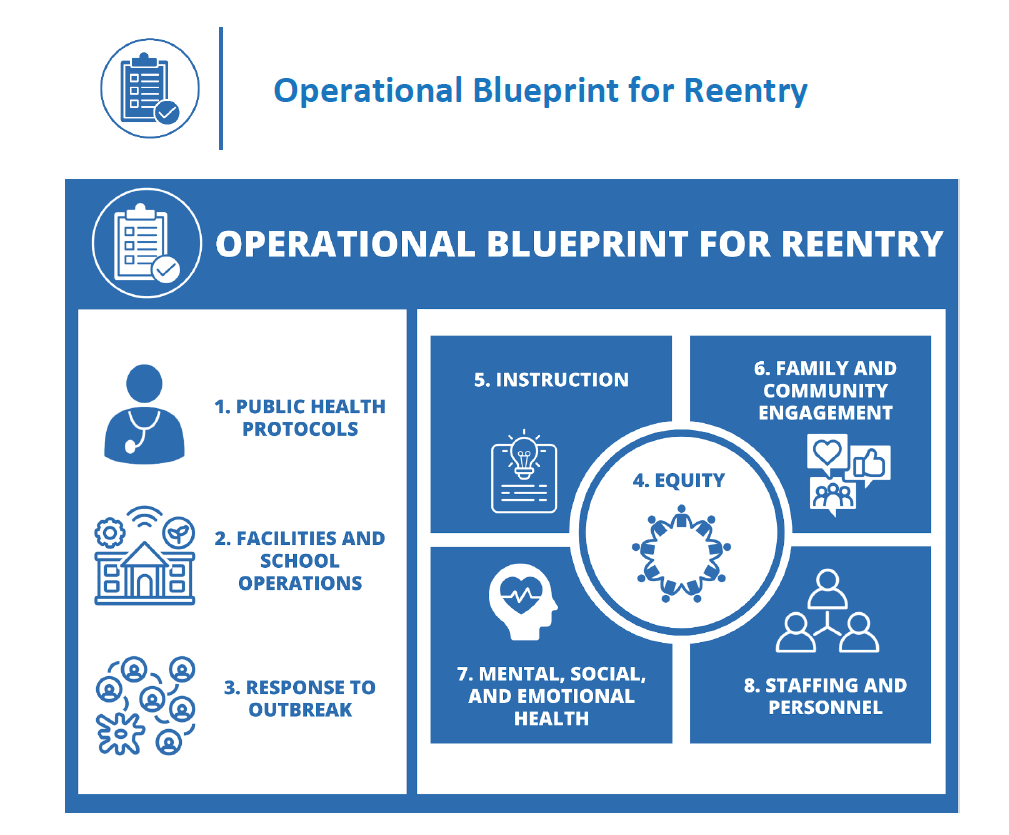 Operational Blueprint for Reentry
OPERATIONAL BLUEPRINT FOR REENTRY
1. PUBLIC HEALTH
PROTOCOLS
2. FACILITIES AND
SCHOOL
OPERATIONS
3. RESPONSE TO
OUTBREAK
4. EQUITY
5. INSTRUCTION
6. FAMILY AND
COMMUNITY
ENGAGEMENT
7. MENTAL, SOCIAL,
AND EMOTIONAL
HEALTH
8. STAFFING AND
PERSONNEL